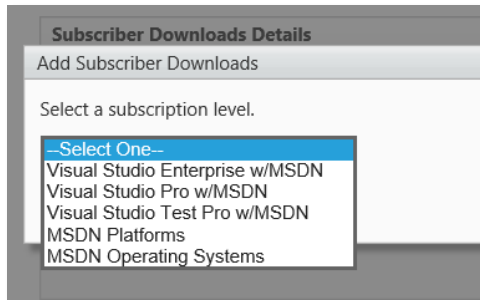 Subscriber Downloads Details
Add Subscriber Downloads
Select a subscription level.
--Select One--
Visual Studio Enterprise w/MSDN
Visual Studio Pro w/MSDN
Visual Studio Test Pro w/MSDN
MSDN Platforms
MSDN Operating Systems